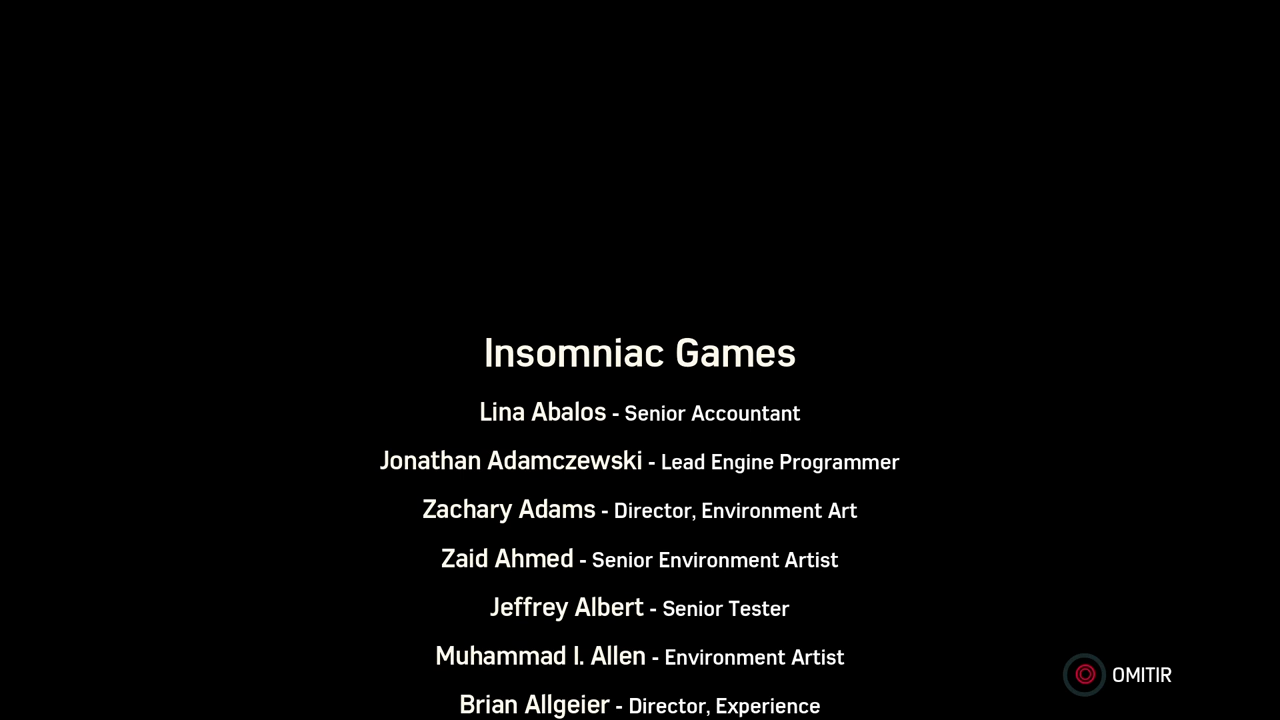 Insomniac Games
Lina Abalos - Senior Accountant
Jonathan Adamczewski - Lead Engine Programmer
Zachary Adams - Director, Environment Art
Zaid Ahmed - Senior Environment Artist
Jeffrey Albert - Senior Tester
Muhammad I. Allen - Environment Artist
OMITIR
Brian Allgeier - Director, Experience